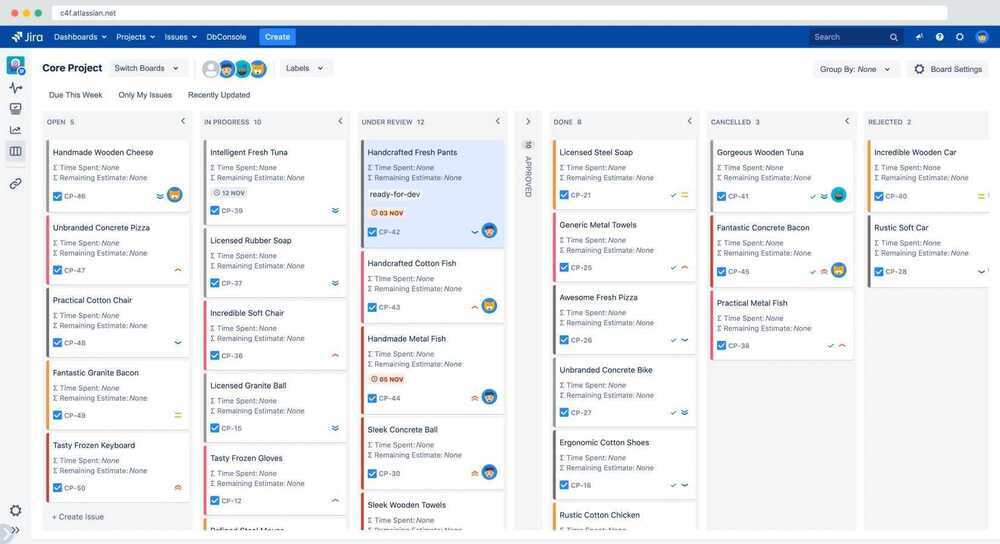 c4f.atlassian.net
Jira
Dashboards
Projects
Issues
DbConsole
Create
Search
Core Project
Switch Boards
Labels
Group By: None
Board Settings
Due This Week
Only My Issues
Recently Updated
OPEN 5
Handmade Wooden Cheese
Σ Time Spent: None
Σ Remaining Estimate: None
CP-46
Unbranded Concrete Pizza
Σ Time Spent: None
Σ Remaining Estimate: None
CP-47
Practical Cotton Chair
Σ Time Spent: None
Σ Remaining Estimate: None
CP-48
Fantastic Granite Bacon
Σ Time Spent: None
Σ Remaining Estimate: None
CP-49
Tasty Frozen Keyboard
Σ Time Spent: None
Σ Remaining Estimate: None
CP-50
+ Create Issue
IN PROGRESS 10
Intelligent Fresh Tuna
Σ Time Spent: None
Σ Remaining Estimate: None
12 NOV
CP-39
Licensed Rubber Soap
Σ Time Spent: None
Σ Remaining Estimate: None
CP-37
Incredible Soft Chair
Σ Time Spent: None
Σ Remaining Estimate: None
CP-36
Licensed Granite Ball
Σ Time Spent: None
Σ Remaining Estimate: None
CP-15
Tasty Frozen Gloves
Σ Time Spent: None
Σ Remaining Estimate: None
CP-12
UNDER REVIEW 12
Handcrafted Fresh Pants
Σ Time Spent: None
Σ Remaining Estimate: None
ready-for-dev
03 NOV
CP-42
Handcrafted Cotton Fish
Σ Time Spent: None
Σ Remaining Estimate: None
CP-43
Handmade Metal Fish
Σ Time Spent: None
Σ Remaining Estimate: None
05 NOV
CP-44
Sleek Concrete Ball
Σ Time Spent: None
Σ Remaining Estimate: None
CP-30
Sleek Wooden Towels
APPROVED
DONE 8
Licensed Steel Soap
Σ Time Spent: None
Σ Remaining Estimate: None
CP-21
Generic Metal Towels
Σ Time Spent: None
Σ Remaining Estimate: None
CP-25
Awesome Fresh Pizza
Σ Time Spent: None
Σ Remaining Estimate: None
CP-26
Unbranded Concrete Bike
Σ Time Spent: None
Σ Remaining Estimate: None
CP-27
Ergonomic Cotton Shoes
Σ Time Spent: None
Σ Remaining Estimate: None
CP-16
Rustic Cotton Chicken
Σ Time Spent: None
CANCELLED 3
Gorgeous Wooden Tuna
Σ Time Spent: None
Σ Remaining Estimate: None
CP-41
Fantastic Concrete Bacon
Σ Time Spent: None
Σ Remaining Estimate: None
CP-45
Practical Metal Fish
Σ Time Spent: None
Σ Remaining Estimate: None
CP-38
REJECTED 2
Incredible Wooden Car
Σ Time Spent: None
Σ Remaining Estimate: None
CP-40
Rustic Soft Car
Σ Time Spent: None
Σ Remaining Estimate: None
CP-28